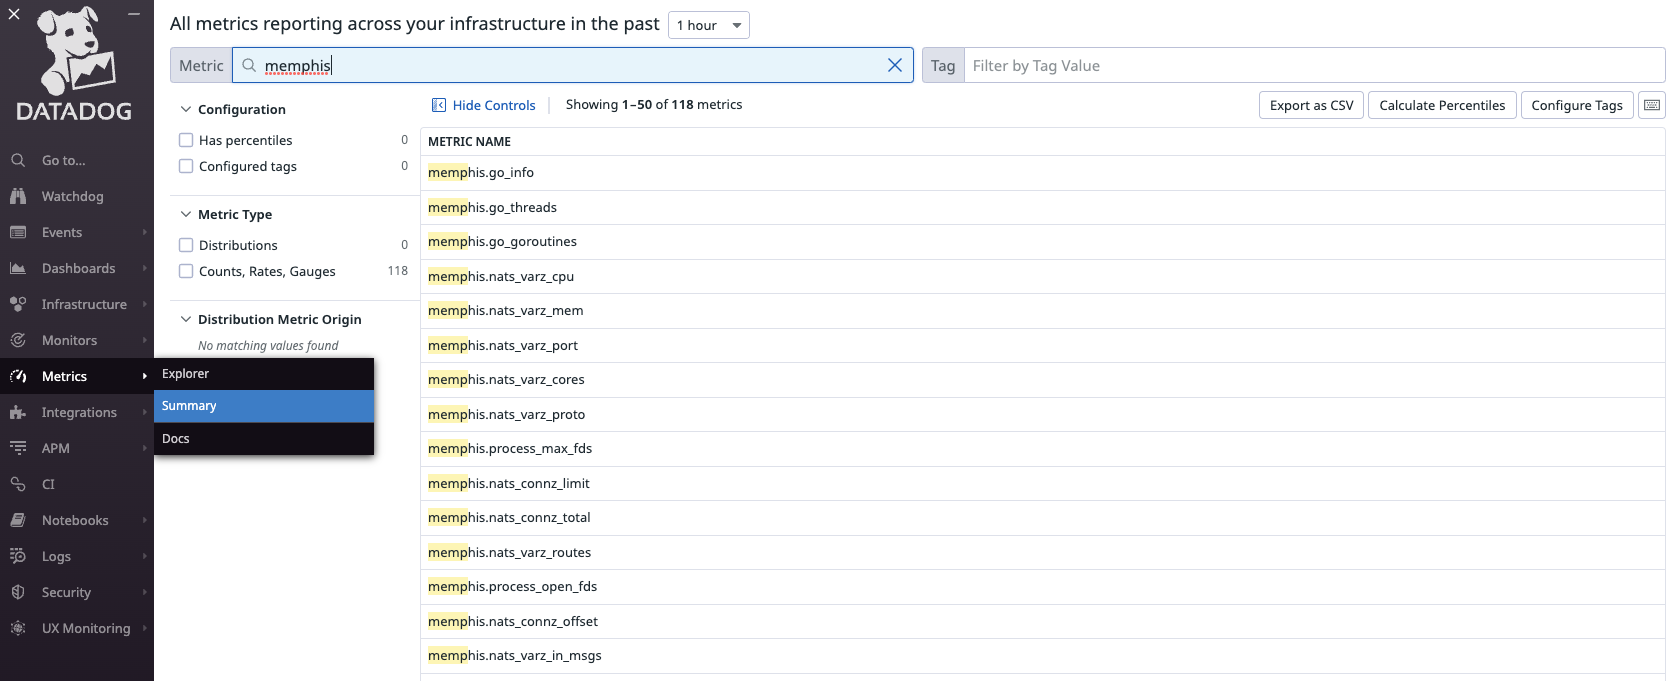 DATADOG
Go to...
Watchdog
Events
Dashboards
Infrastructure
Monitors
Metrics
Integrations
APM
CI
Notebooks
Logs
Security
UX Monitoring
Explorer
Summary
Docs
All metrics reporting across your infrastructure in the past 1 hour
Metric memphis
Tag Filter by Tag Value
Configuration
Has percentiles 0
Configured tags 0
Metric Type
Distributions 0
Counts, Rates, Gauges 118
Distribution Metric Origin
No matching values found
Hide Controls Showing 1–50 of 118 metrics
Export as CSV Calculate Percentiles Configure Tags
METRIC NAME
memphis.go_info
memphis.go_threads
memphis.go_goroutines
memphis.nats_varz_cpu
memphis.nats_varz_mem
memphis.nats_varz_port
memphis.nats_varz_cores
memphis.nats_varz_proto
memphis.process_max_fds
memphis.nats_connz_limit
memphis.nats_connz_total
memphis.nats_varz_routes
memphis.process_open_fds
memphis.nats_connz_offset
memphis.nats_varz_in_msgs